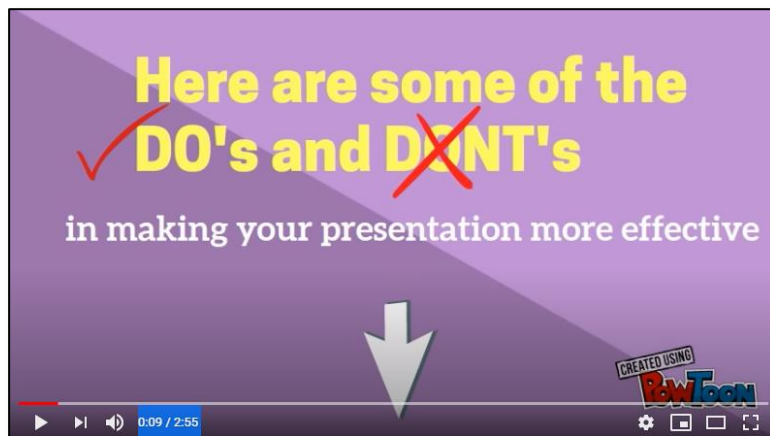 Here are some of the
DO's and DONT's
in making your presentation more effective
CREATED USING
POWTOON
0:09 / 2:55